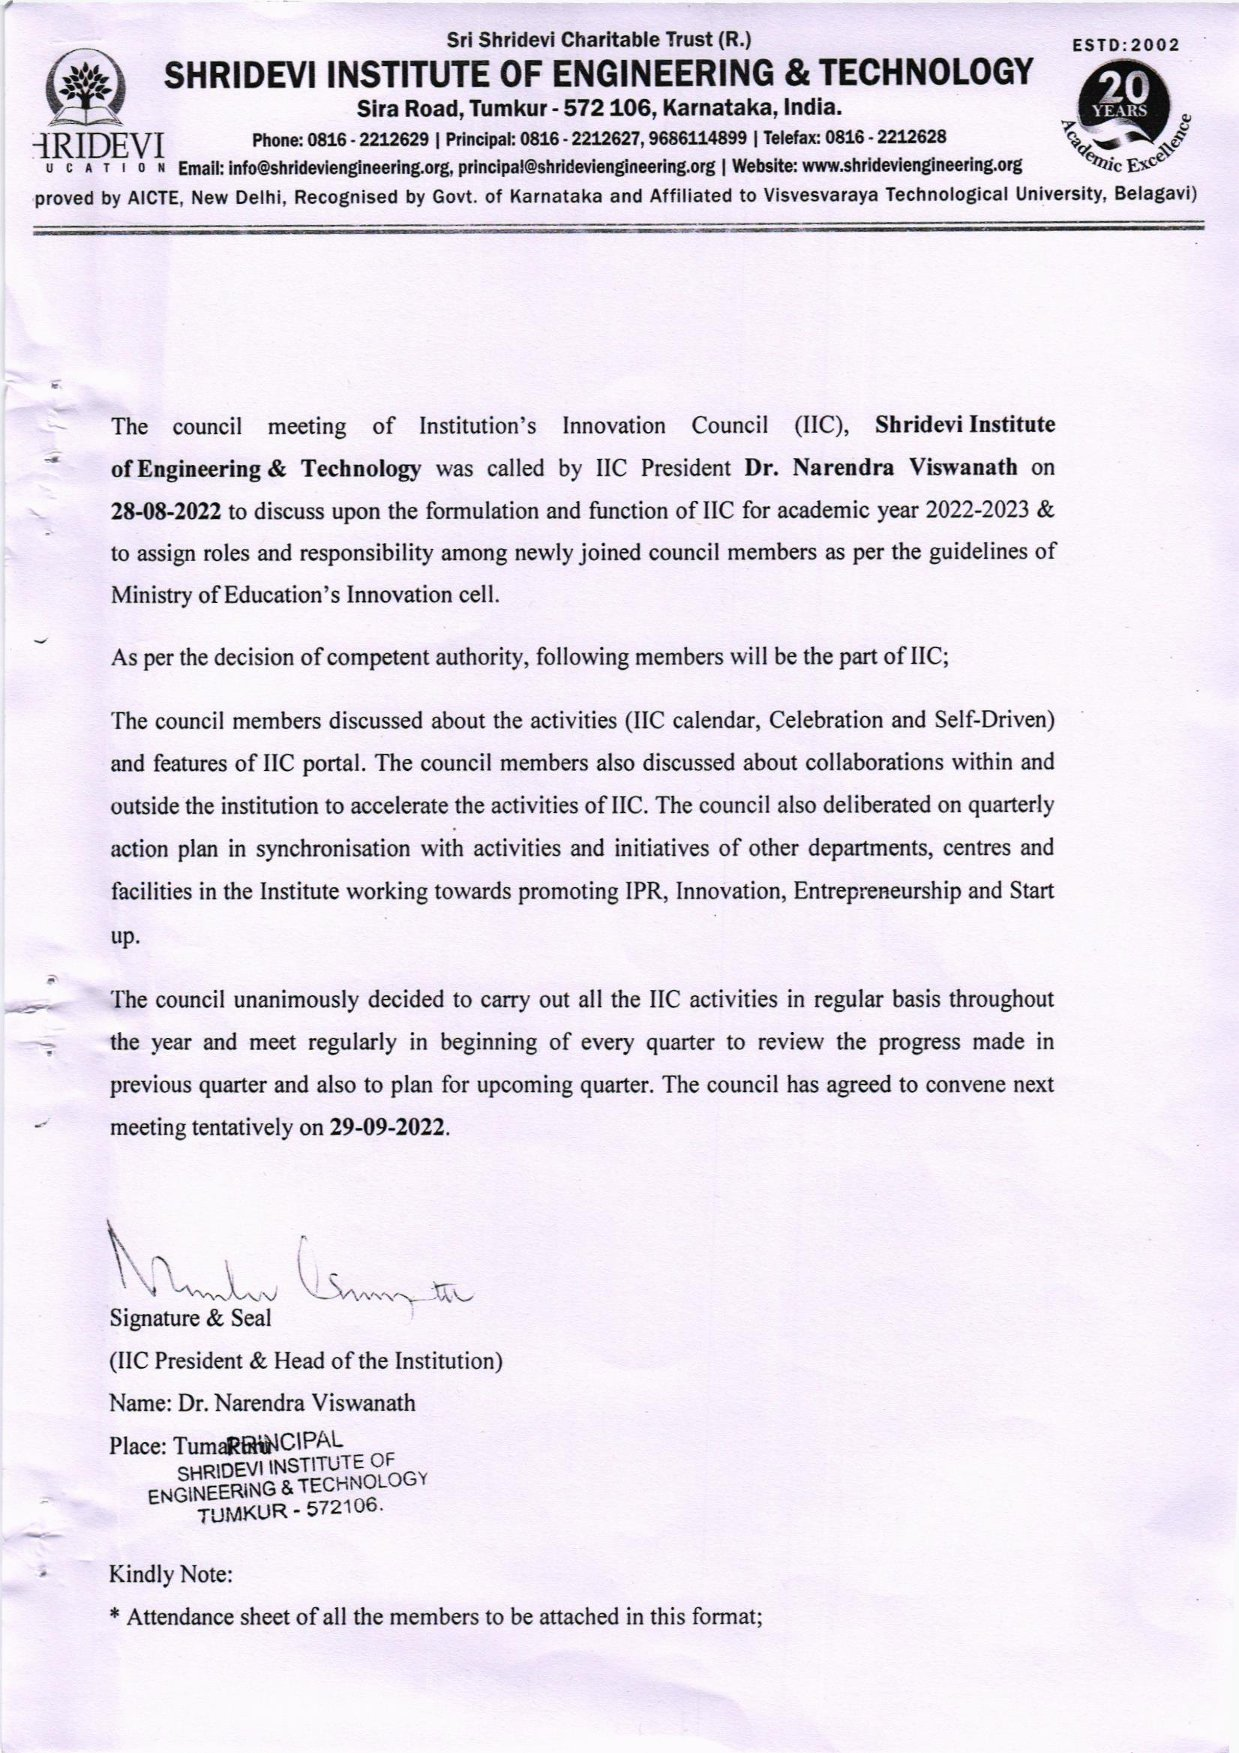 Sri Shridevi Charitable Trust (R.)
ESTD:2002
SHRIDEVI INSTITUTE OF ENGINEERING & TECHNOLOGY
20
YEARS
Academic Excellence
Sira Road, Tumkur - 572 106, Karnataka, India.
HRIDEVI
UCATION
Phone: 0816 - 2212629 | Principal: 0816 - 2212627, 9686114899 | Telefax: 0816 - 2212628
Email: info@shrideviengineering.org, principal@shrideviengineering.org | Website: www.shrideviengineering.org
proved by AICTE, New Delhi, Recognised by Govt. of Karnataka and Affiliated to Visvesvaraya Technological University, Belagavi)
The council meeting of Institution's Innovation Council (IIC), Shridevi Institute
of Engineering & Technology was called by IIC President Dr. Narendra Viswanath on
28-08-2022 to discuss upon the formulation and function of IIC for academic year 2022-2023 &
to assign roles and responsibility among newly joined council members as per the guidelines of
Ministry of Education's Innovation cell.
As per the decision of competent authority, following members will be the part of IIC;
The council members discussed about the activities (IIC calendar, Celebration and Self-Driven)
and features of IIC portal. The council members also discussed about collaborations within and
outside the institution to accelerate the activities of IIC. The council also deliberated on quarterly
action plan in synchronisation with activities and initiatives of other departments, centres and
facilities in the Institute working towards promoting IPR, Innovation, Entrepreneurship and Start
up.
The council unanimously decided to carry out all the IIC activities in regular basis throughout
the year and meet regularly in beginning of every quarter to review the progress made in
previous quarter and also to plan for upcoming quarter. The council has agreed to convene next
meeting tentatively on 29-09-2022.
Signature & Seal
(IIC President & Head of the Institution)
Name: Dr. Narendra Viswanath
Place:
PRINCIPAL
SHRIDEVI INSTITUTE OF
ENGINEERING & TECHNOLOGY
TUMKUR - 572106.
Kindly Note:
* Attendance sheet of all the members to be attached in this format;